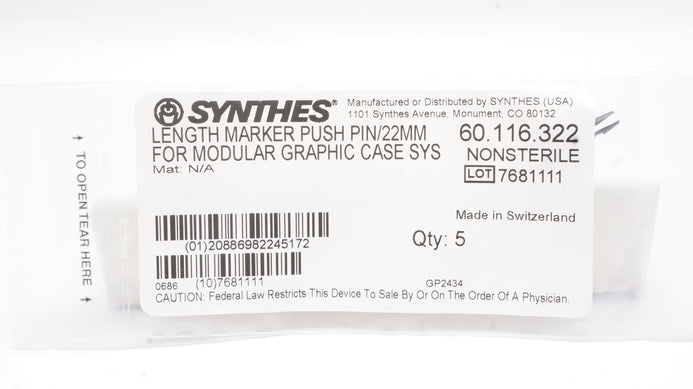 SYNTHES®
Manufactured or Distributed by SYNTHES (USA)
1101 Synthes Avenue, Monument, CO 80132
LENGTH MARKER PUSH PIN/22MM
FOR MODULAR GRAPHIC CASE SYS
Mat: N/A
60.116.322
NONSTERILE
LOT 7681111
Made in Switzerland
Qty: 5
(01)20886982245172
0686 (10)7681111
GP2434
CAUTION: Federal Law Restricts This Device To Sale By Or On The Order Of A Physician.
TO OPEN TEAR HERE